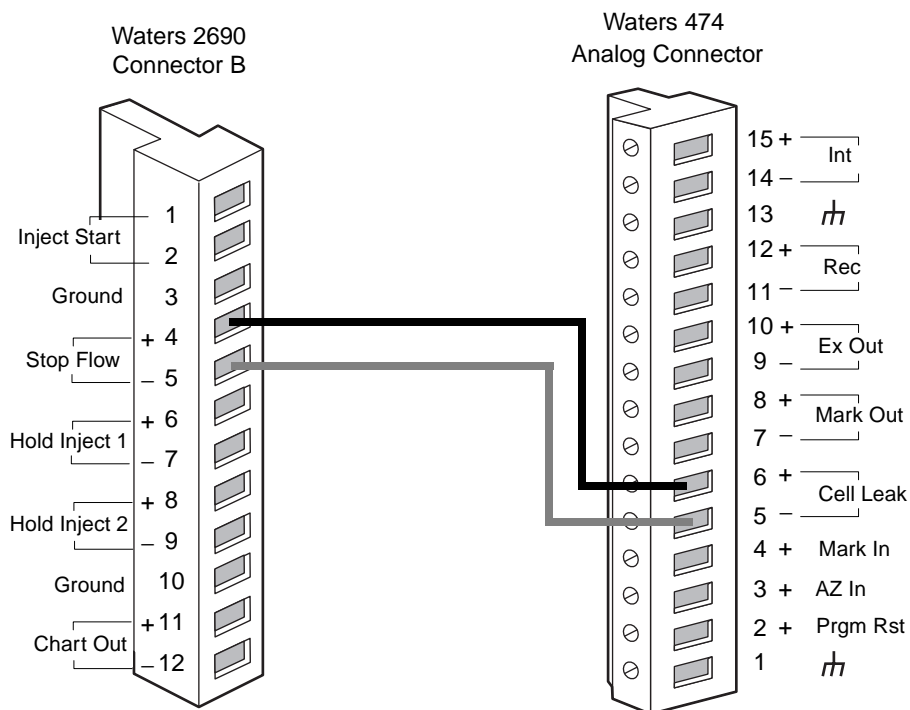 Waters 2690
Connector B
Inject Start
1
2
Ground 3
Stop Flow
+ 4
– 5
Hold Inject 1
+ 6
– 7
Hold Inject 2
+ 8
– 9
Ground 10
Chart Out
+ 11
– 12
Waters 474
Analog Connector
15 +
14 –
Int
13
12 +
11 –
Rec
10 +
9 –
Ex Out
8 +
7 –
Mark Out
6 +
5 –
Cell Leak
4 + Mark In
3 + AZ In
2 + Prgm Rst
1